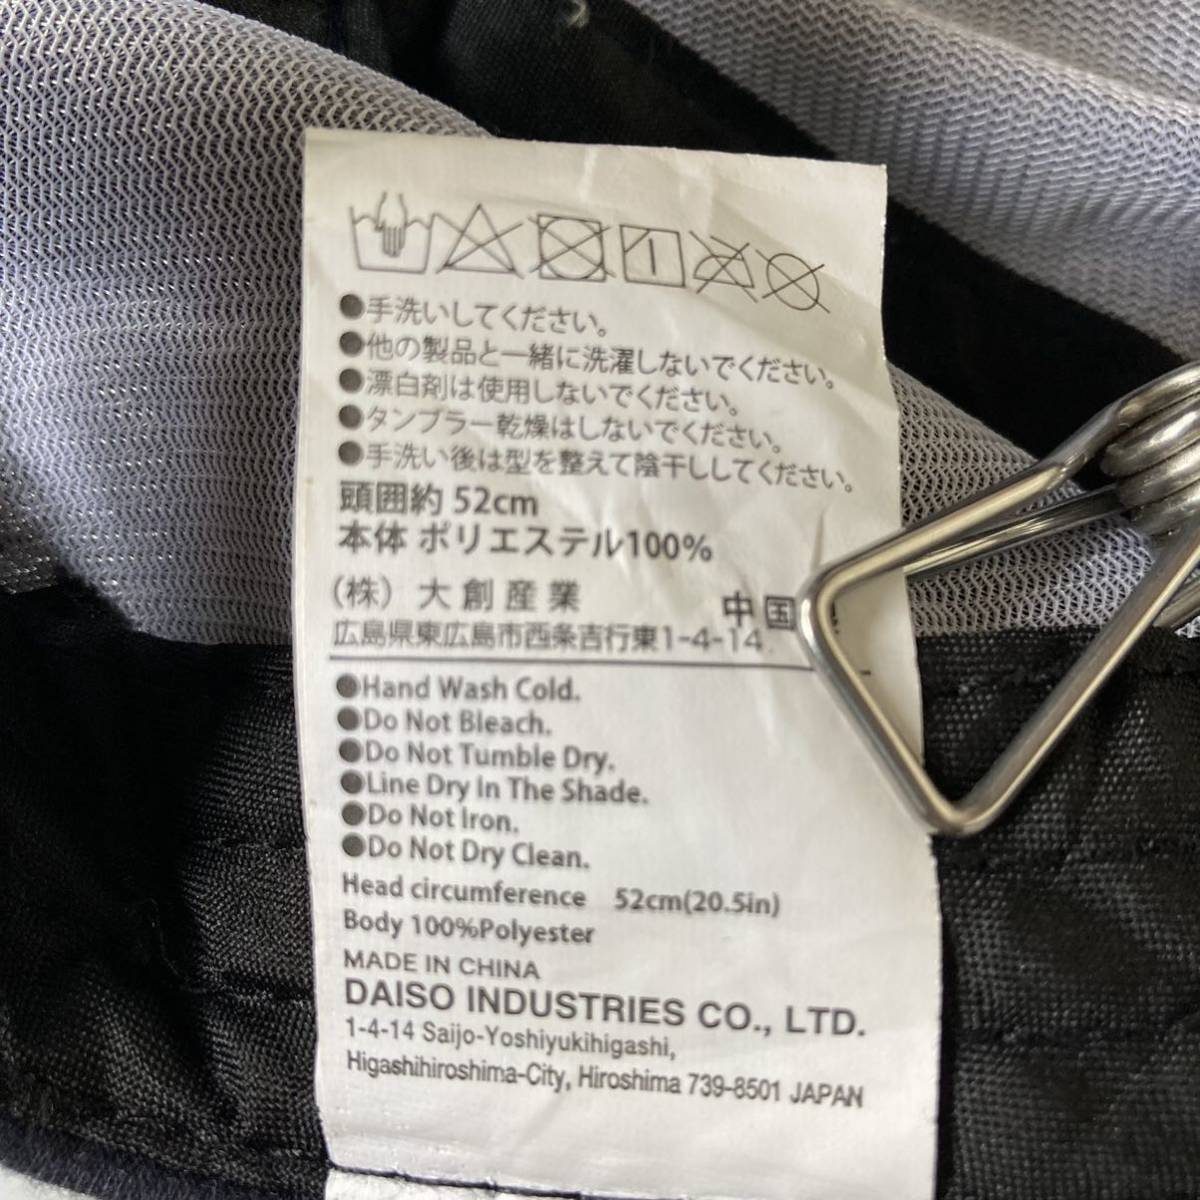 ●手洗いしてください。
●他の製品と一緒に洗濯しないでください。
●漂白剤は使用しないでください。
●タンブラー乾燥はしないでください。
●手洗い後は型を整えて陰干ししてください。
頭囲約 52cm
本体 ポリエステル100%
(株) 大創産業 中国
広島県東広島市西条吉行東1-4-14
●Hand Wash Cold.
●Do Not Bleach.
●Do Not Tumble Dry.
●Line Dry In The Shade.
●Do Not Iron.
●Do Not Dry Clean.
Head circumference 52cm(20.5in)
Body 100%Polyester
MADE IN CHINA
DAISO INDUSTRIES CO., LTD.
1-4-14 Saijo-Yoshiyukihigashi,
Higashihiroshima-City, Hiroshima 739-8501 JAPAN